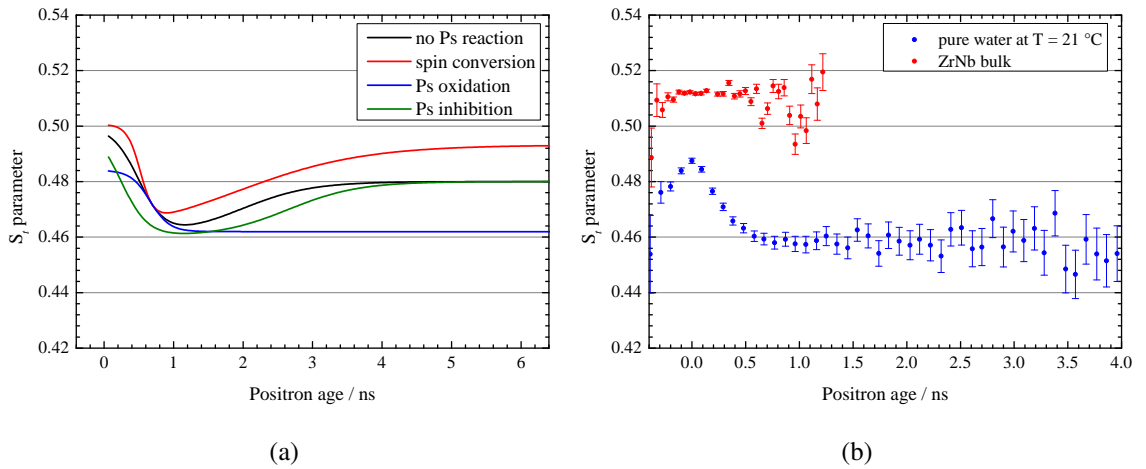 0.54
0.52
0.50
0.48
0.46
0.44
0.42
S_t parameter
no Ps reaction
spin conversion
Ps oxidation
Ps inhibition
0 1 2 3 4 5 6
Positron age / ns
(a)
0.54
0.52
0.50
0.48
0.46
0.44
0.42
S_t parameter
pure water at T = 21 °C
ZrNb bulk
0.0 0.5 1.0 1.5 2.0 2.5 3.0 3.5 4.0
Positron age / ns
(b)